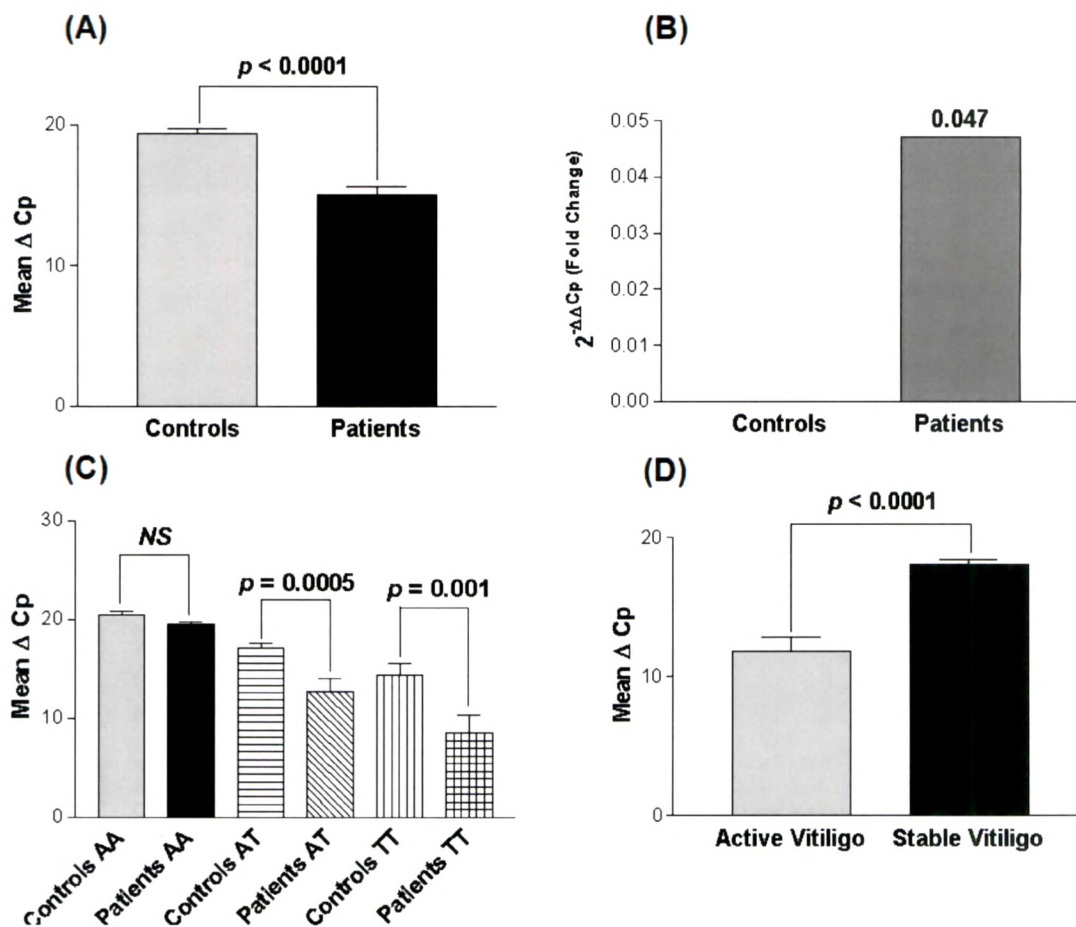 (A)
p < 0.0001
Mean Δ Cp
20
10
0
Controls
Patients
(B)
0.047
2^-ΔΔCp (Fold Change)
0.05
0.04
0.03
0.02
0.01
0.00
Controls
Patients
(C)
NS
p = 0.0005
p = 0.001
Mean Δ Cp
30
20
10
0
Controls AA
Patients AA
Controls AT
Patients AT
Controls TT
Patients TT
(D)
p < 0.0001
Mean Δ Cp
20
10
0
Active Vitiligo
Stable Vitiligo